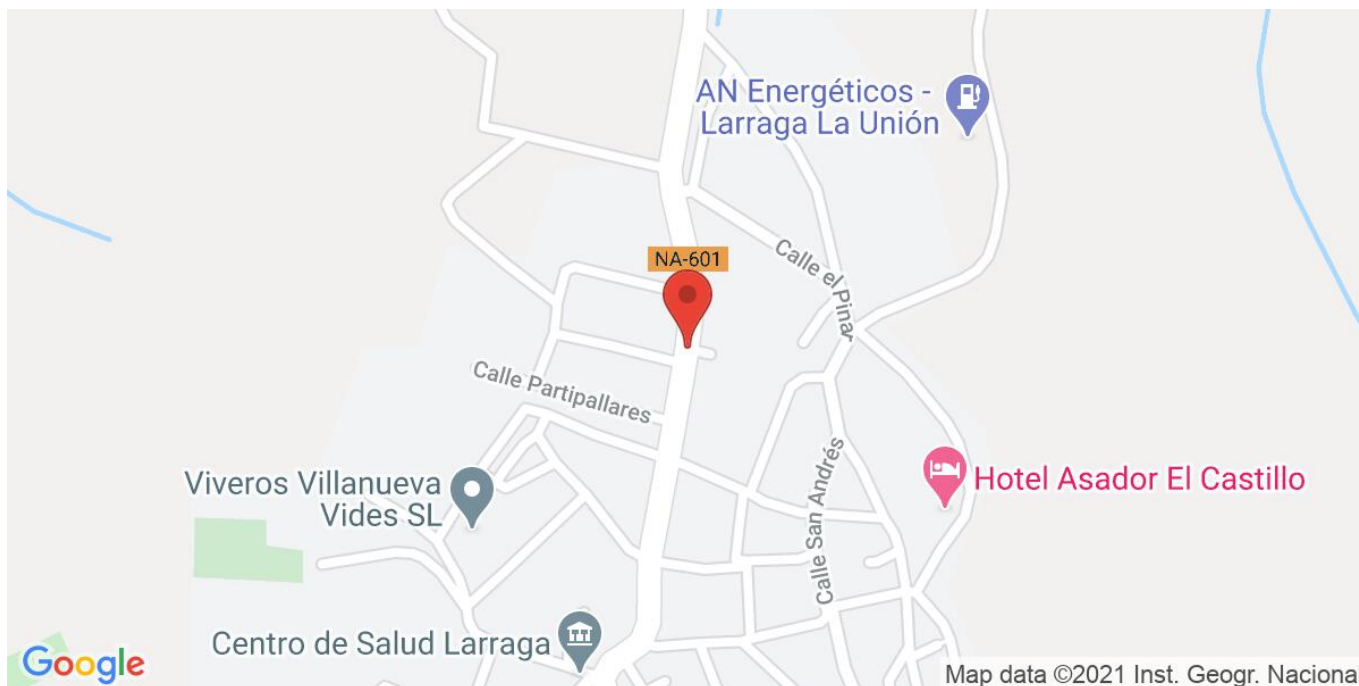 AN Energéticos -
Larraga La Unión
NA-601
Calle el Pinar
Calle Partipallares
Viveros Villanueva
Vides SL
Calle San Andrés
Hotel Asador El Castillo
Centro de Salud Larraga
Google
Map data ©2021 Inst. Geogr. Naciona